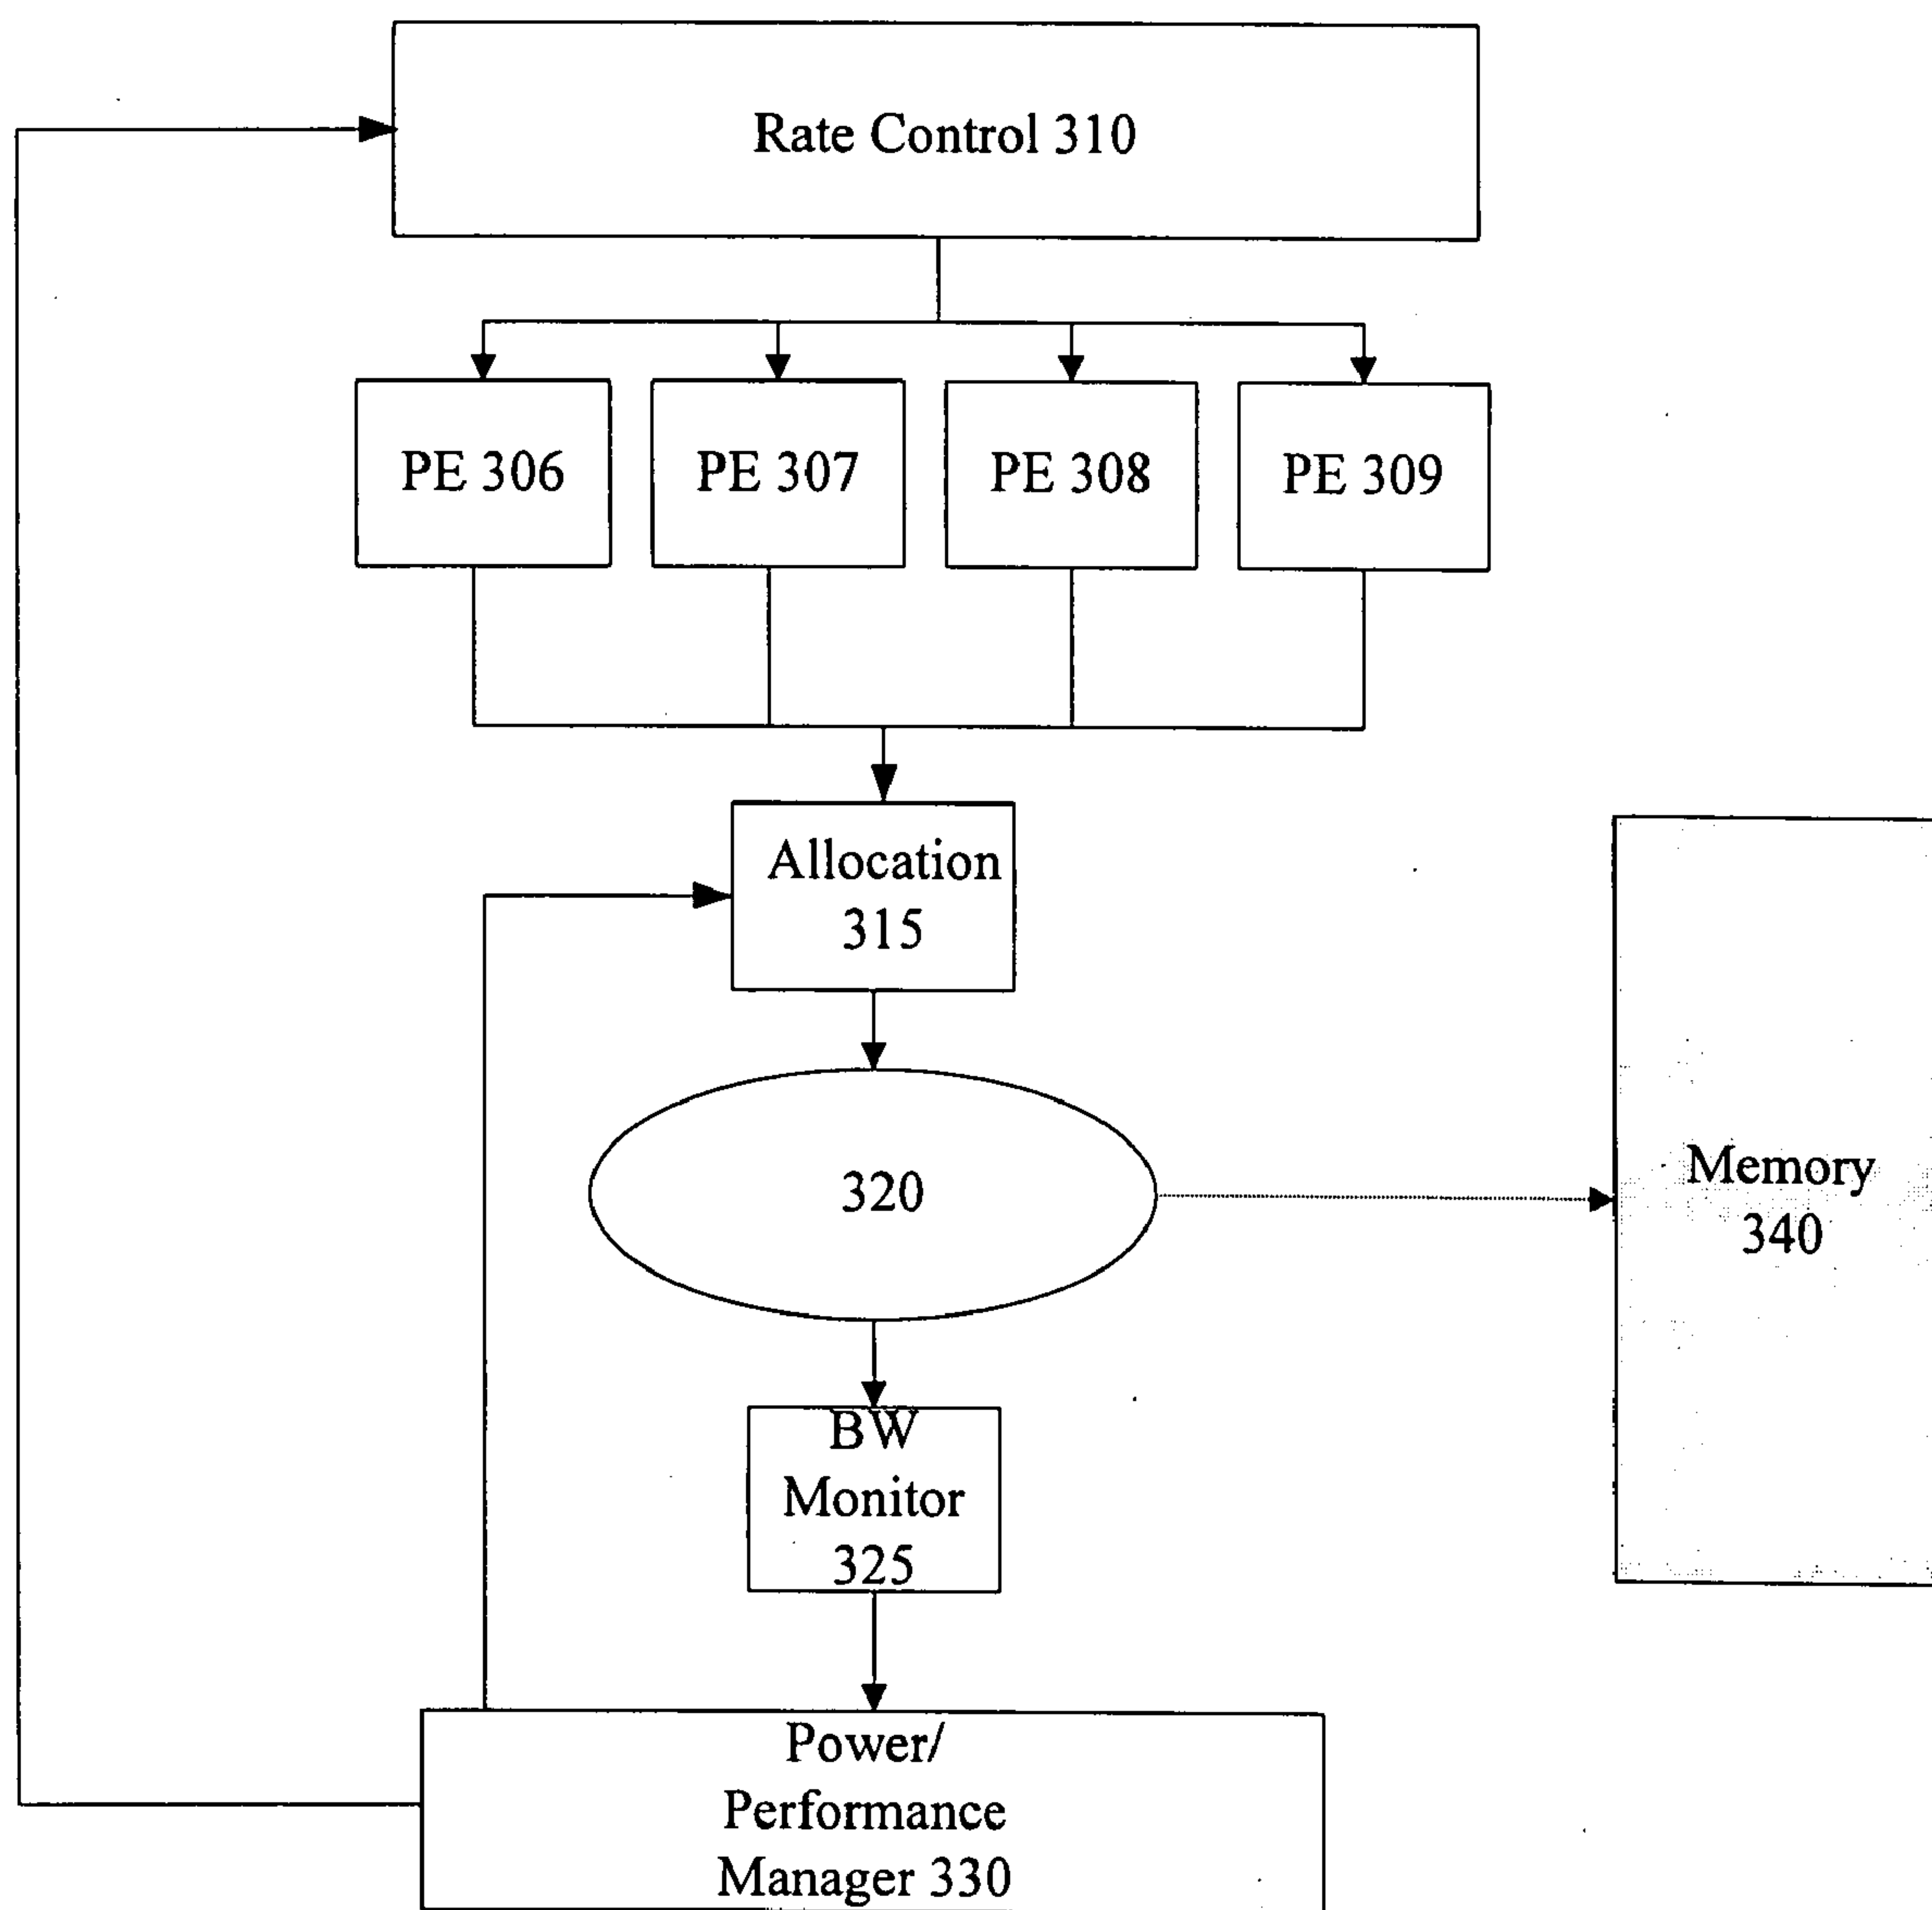 Rate Control 310
PE 306
PE 307
PE 308
PE 309
Allocation
315
320
Memory
340
BW
Monitor
325
Power/
Performance
Manager 330